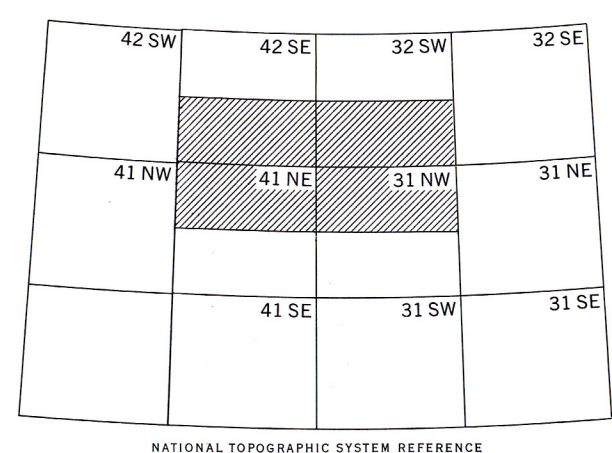 42 SW 42 SE 32 SW 32 SE
41 NW 41 NE 31 NW 31 NE
41 SE 31 SW 31 SE
NATIONAL TOPOGRAPHIC SYSTEM REFERENCE